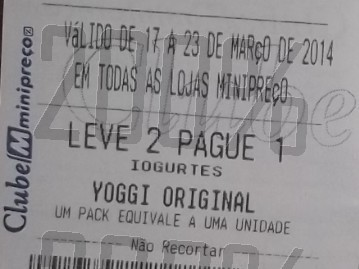 VáLIDO DE 17 A 23 DE MARçO DE 2014
EM TODAS AS LOJAS MINIPREçO
LEVE 2 PAGUE 1
IOGURTES
YOGGI ORIGINAL
UM PACK EQUIVALE A UMA UNIDADE
Não Recortar
Clube M minipreço
Clube